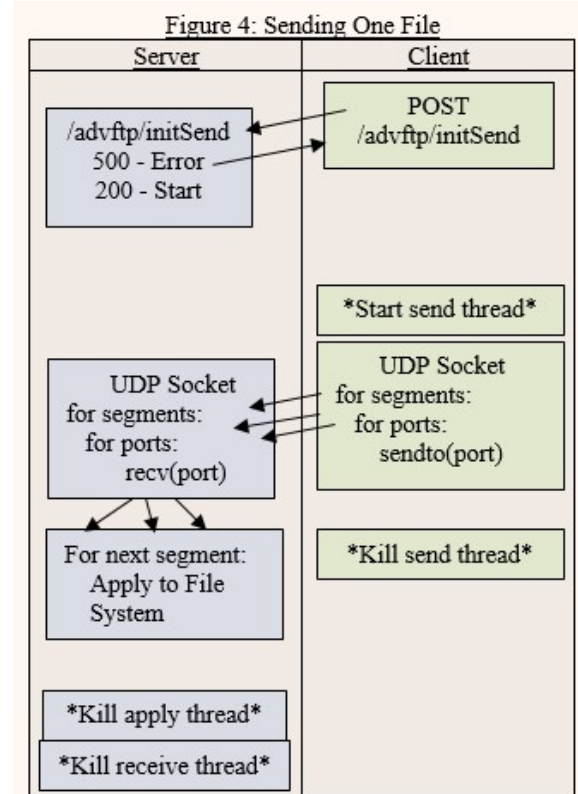 Figure 4: Sending One File
Server
Client
/advftp/initSend
500 - Error
200 - Start
POST
/advftp/initSend
*Start send thread*
UDP Socket
for segments:
for ports:
recv(port)
UDP Socket
for segments:
for ports:
sendto(port)
For next segment:
Apply to File
System
*Kill send thread*
*Kill apply thread*
*Kill receive thread*